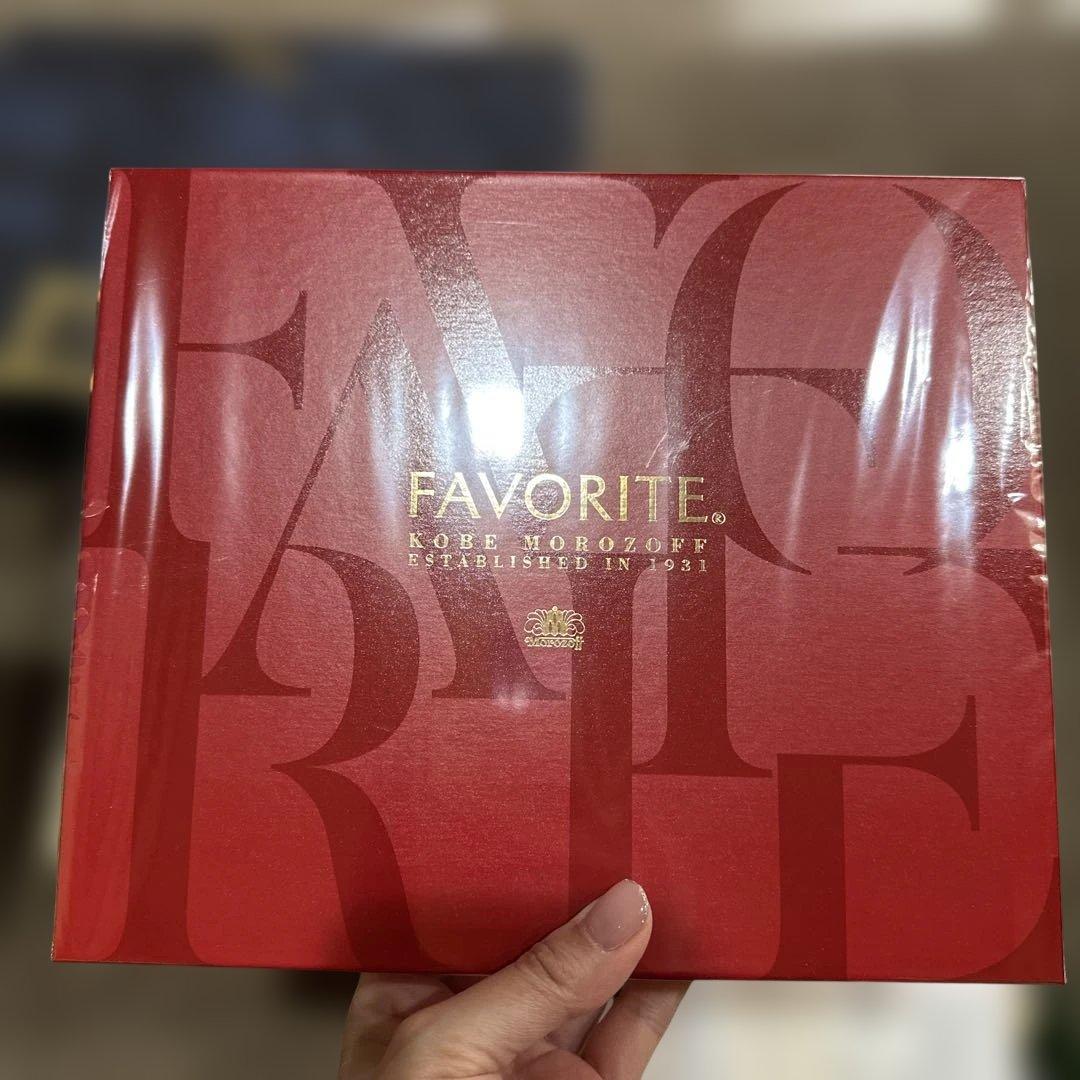 FAVORITE®
KOBE MOROZOFF
ESTABLISHED IN 1931
Morozoff